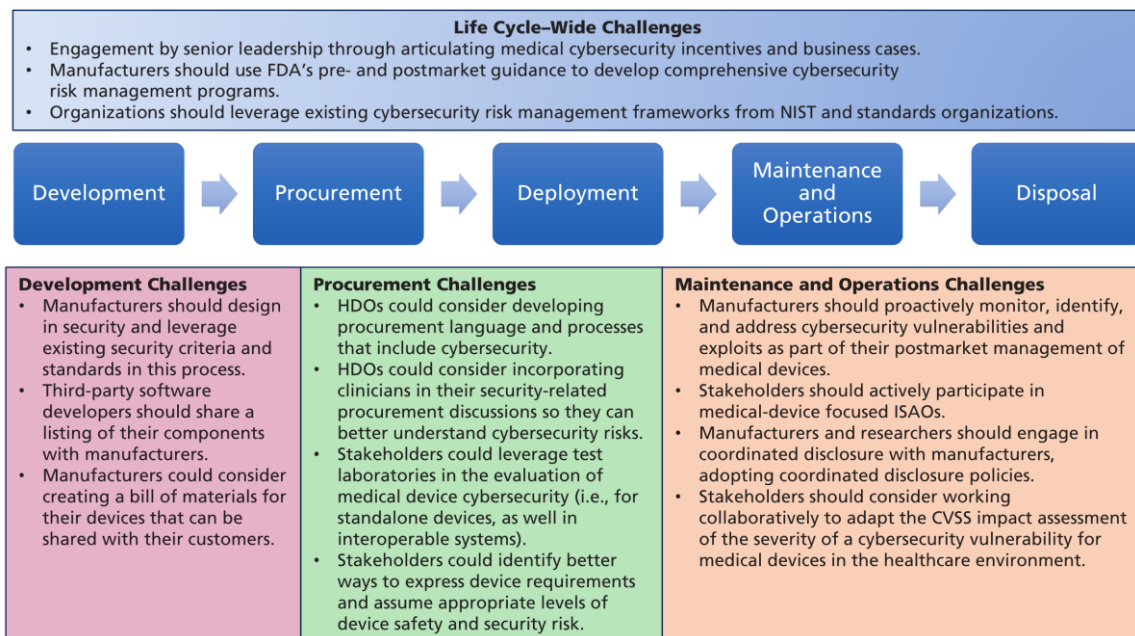 Life Cycle–Wide Challenges
• Engagement by senior leadership through articulating medical cybersecurity incentives and business cases.
• Manufacturers should use FDA's pre- and postmarket guidance to develop comprehensive cybersecurity
risk management programs.
• Organizations should leverage existing cybersecurity risk management frameworks from NIST and standards organizations.
Development
Procurement
Deployment
Maintenance
and
Operations
Disposal
Development Challenges
• Manufacturers should design
in security and leverage
existing security criteria and
standards in this process.
• Third-party software
developers should share a
listing of their components
with manufacturers.
• Manufacturers could consider
creating a bill of materials for
their devices that can be
shared with their customers.
Procurement Challenges
• HDOs could consider developing
procurement language and processes
that include cybersecurity.
• HDOs could consider incorporating
clinicians in their security-related
procurement discussions so they can
better understand cybersecurity risks.
• Stakeholders could leverage test
laboratories in the evaluation of
medical device cybersecurity (i.e., for
standalone devices, as well in
interoperable systems).
• Stakeholders could identify better
ways to express device requirements
and assume appropriate levels of
device safety and security risk.
Maintenance and Operations Challenges
• Manufacturers should proactively monitor, identify,
and address cybersecurity vulnerabilities and
exploits as part of their postmarket management of
medical devices.
• Stakeholders should actively participate in
medical-device focused ISAOs.
• Manufacturers and researchers should engage in
coordinated disclosure with manufacturers,
adopting coordinated disclosure policies.
• Stakeholders should consider working
collaboratively to adapt the CVSS impact assessment
of the severity of a cybersecurity vulnerability for
medical devices in the healthcare environment.